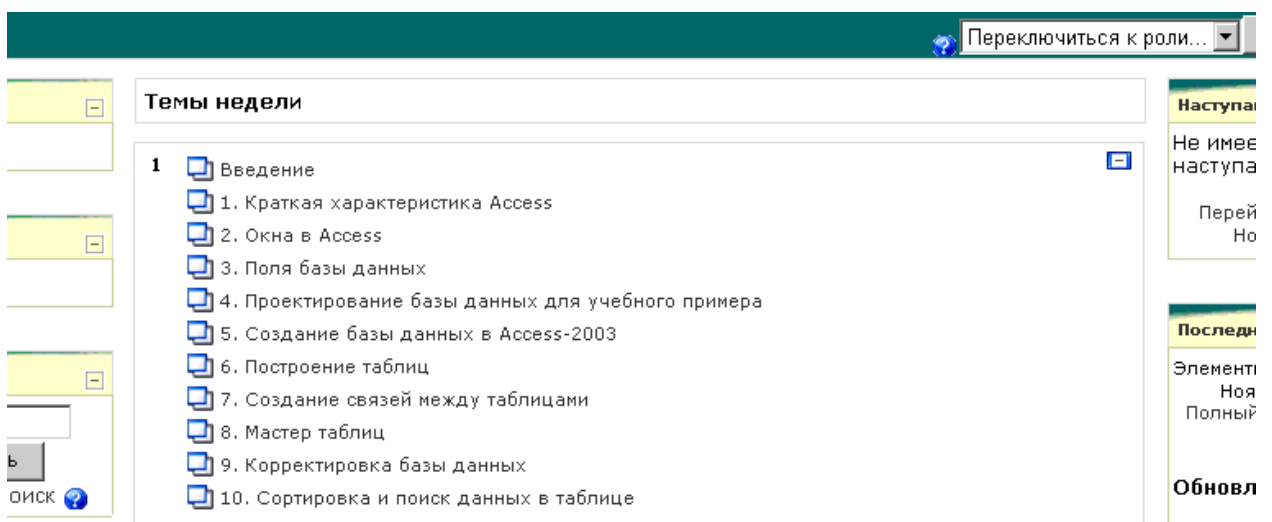 Переключиться к роли...
Темы недели
1 Введение
1. Краткая характеристика Access
2. Окна в Access
3. Поля базы данных
4. Проектирование базы данных для учебного примера
5. Создание базы данных в Access-2003
6. Построение таблиц
7. Создание связей между таблицами
8. Мастер таблиц
9. Корректировка базы данных
10. Сортировка и поиск данных в таблице
ь
оиск
Наступа
Не имее
наступа
Перей
Но
Последн
Элемент
Ноя
Полный
Обновл